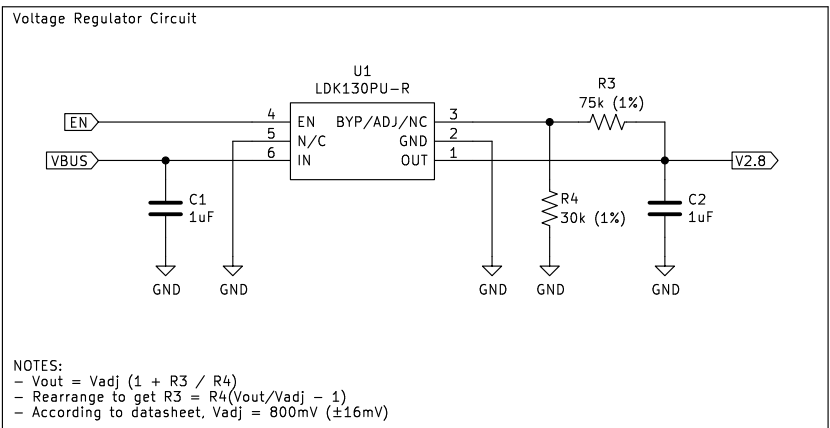 Voltage Regulator Circuit
U1
LDK130PU-R
R3
75k (1%)
EN
4
EN
BYP/ADJ/NC
3
5
N/C
GND
2
VBUS
6
IN
OUT
1
V2.8
C1
1uF
R4
30k (1%)
C2
1uF
GND
GND
GND
GND
GND
NOTES:
- Vout = Vadj (1 + R3 / R4)
- Rearrange to get R3 = R4(Vout/Vadj - 1)
- According to datasheet, Vadj = 800mV (±16mV)